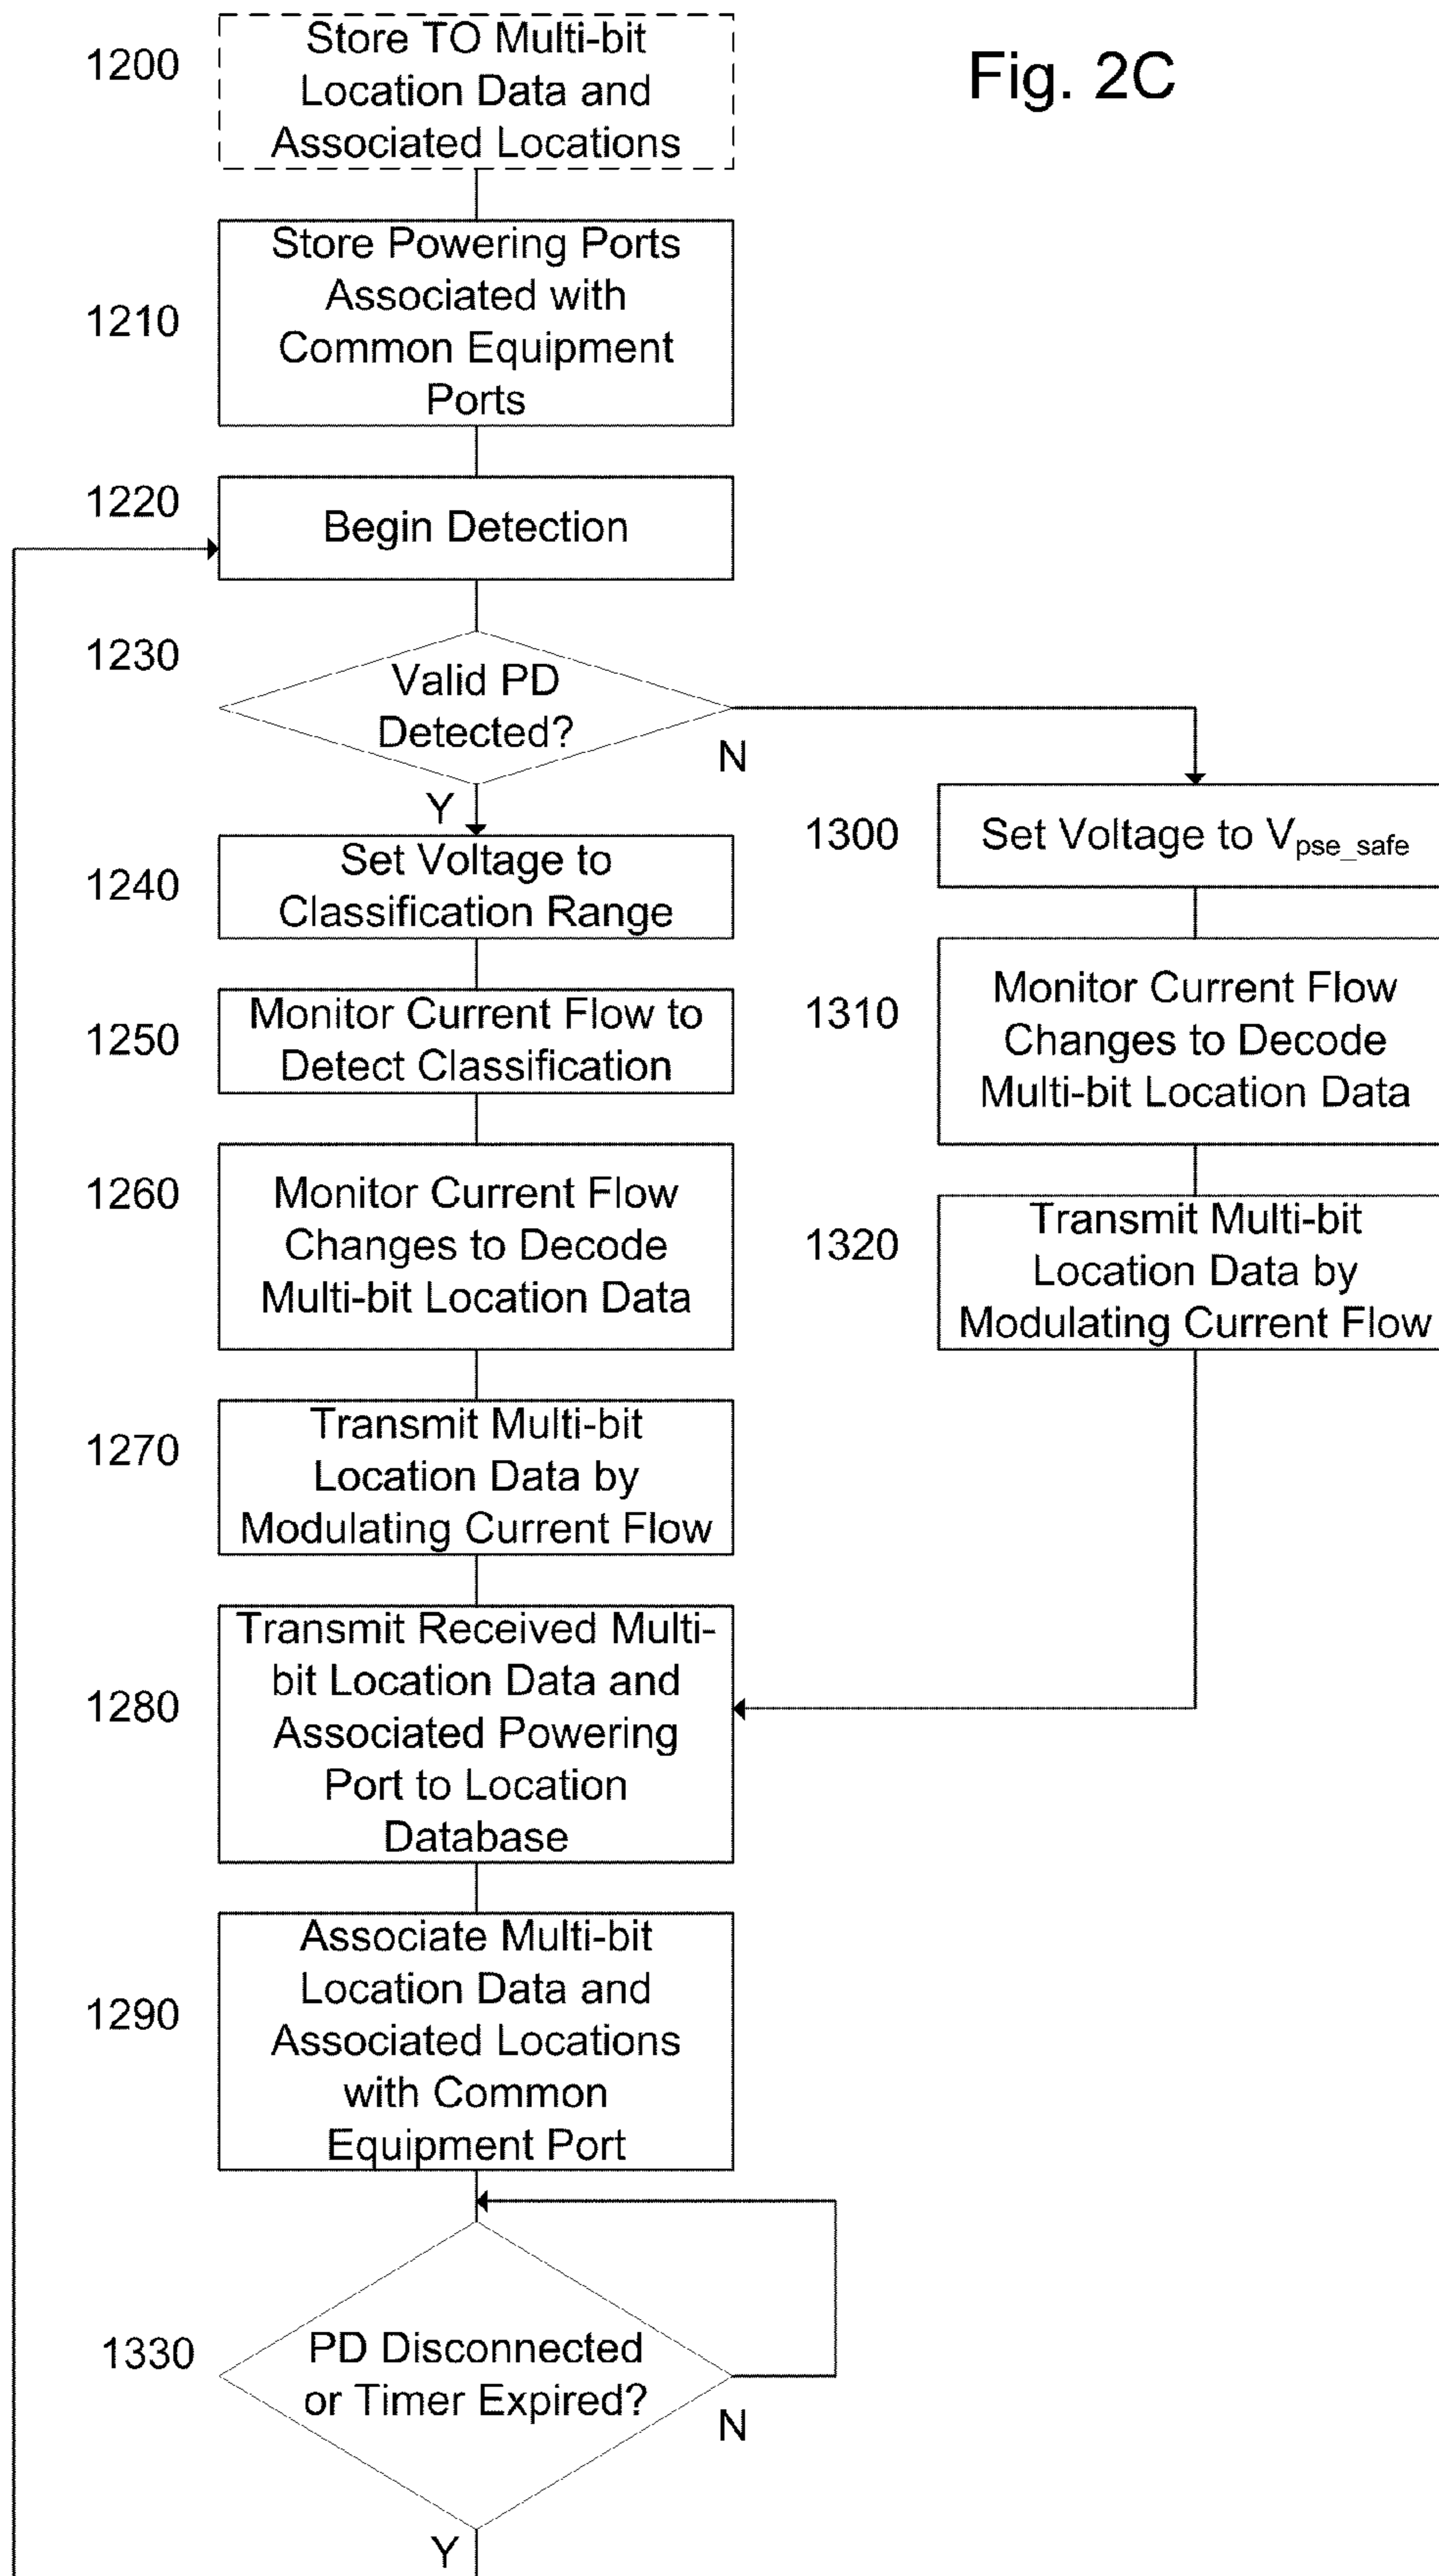 Fig. 2C
1200
Store TO Multi-bit
Location Data and
Associated Locations
1210
Store Powering Ports
Associated with
Common Equipment
Ports
1220
Begin Detection
1230
Valid PD
Detected?
N
Y
1240
Set Voltage to
Classification Range
1250
Monitor Current Flow to
Detect Classification
1260
Monitor Current Flow
Changes to Decode
Multi-bit Location Data
1270
Transmit Multi-bit
Location Data by
Modulating Current Flow
1300
Set Voltage to Vpse_safe
1310
Monitor Current Flow
Changes to Decode
Multi-bit Location Data
1320
Transmit Multi-bit
Location Data by
Modulating Current Flow
1280
Transmit Received Multi-
bit Location Data and
Associated Powering
Port to Location
Database
1290
Associate Multi-bit
Location Data and
Associated Locations
with Common
Equipment Port
1330
PD Disconnected
or Timer Expired?
N
Y